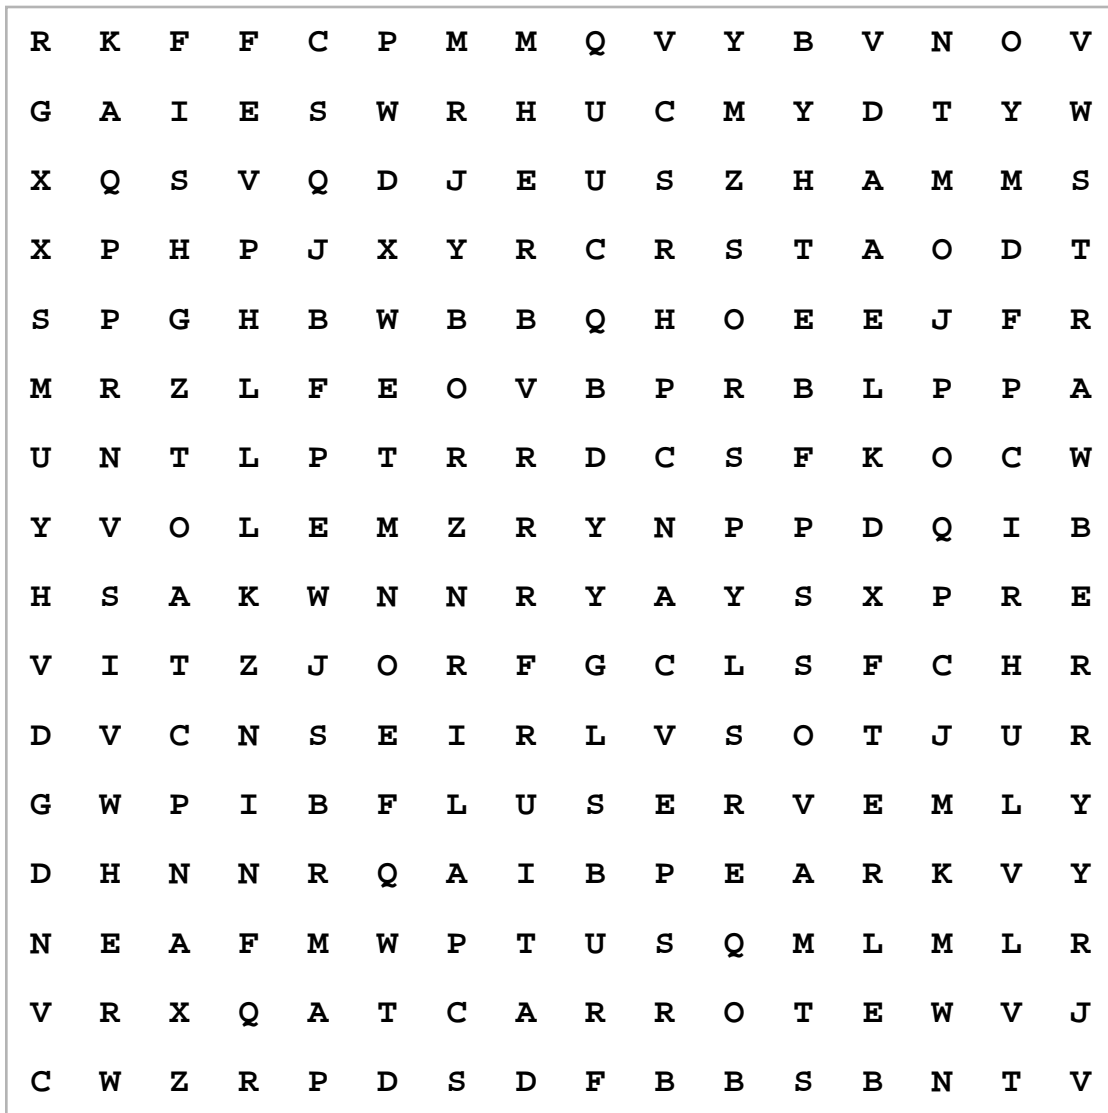 R K F F C P M M Q V Y B V N O V
G A I E S W R H U C M Y D T Y W
X Q S V Q D J E U S Z H A M M S
X P H P J X Y R C R S T A O D T
S P G H B W B B Q H O E E J F R
M R Z L F E O V B P R B L P P A
U N T L P T R R D C S F K O C W
Y V O L E M Z R Y N P P D Q I B
H S A K W N N R Y A Y S X P R E
V I T Z J O R F G C L S F C H R
D V C N S E I R L V S O T J U R
G W P I B F L U S E R V E M L Y
D H N N R Q A I B P E A R K V Y
N E A F M W P T U S Q M L M L R
V R X Q A T C A R R O T E W V J
C W Z R P D S D F B B S B N T V